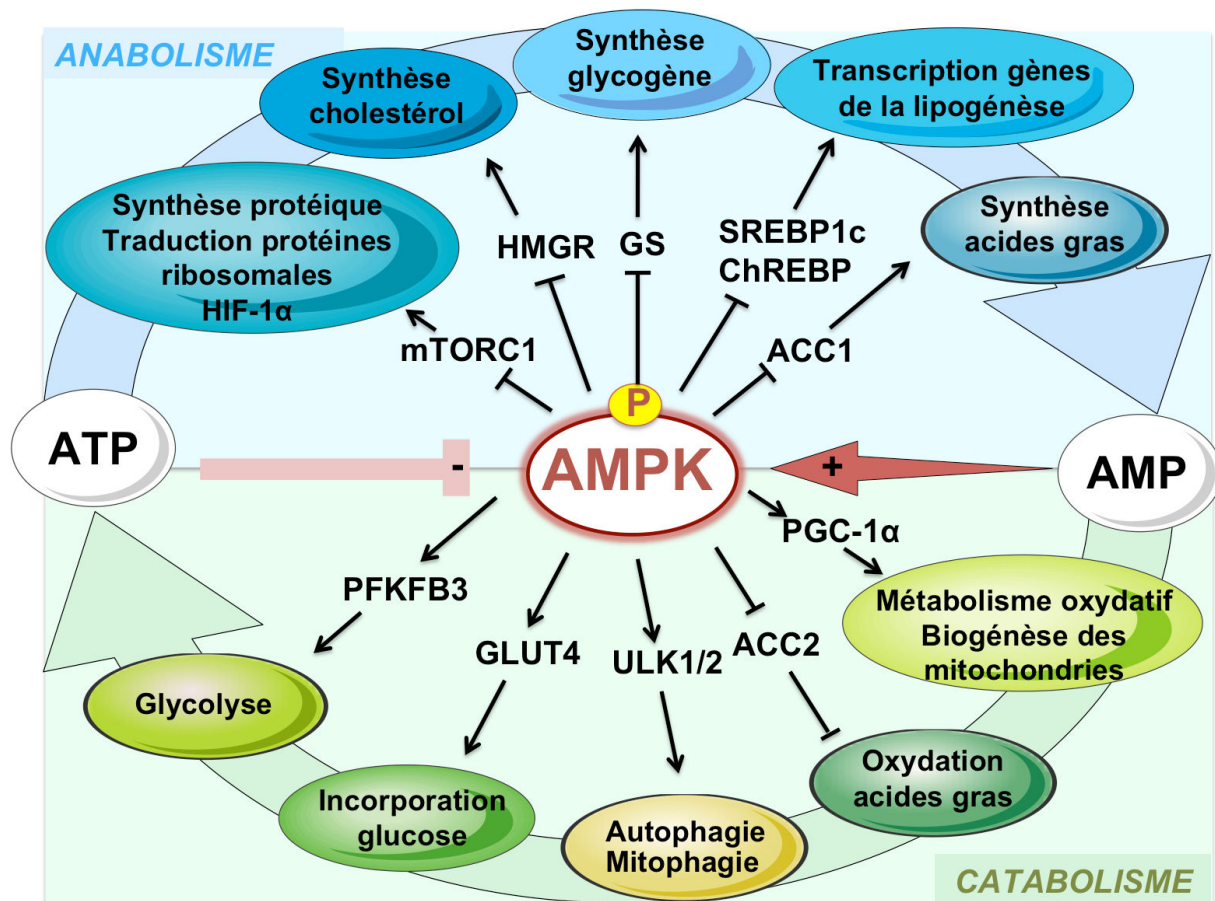 ANABOLISME
Synthèse
cholestérol
Synthèse
glycogène
Transcription gènes
de la lipogénèse
Synthèse protéique
Traduction protéines
ribosomales
HIF-1α
Synthèse
acides gras
HMGR
GS
SREBP1c
ChREBP
mTORC1
ACC1
P
ATP
-
AMPK
+
AMP
PGC-1α
PFKFB3
GLUT4
ULK1/2
ACC2
Métabolisme oxydatif
Biogénèse des
mitochondries
Glycolyse
Incorporation
glucose
Autophagie
Mitophagie
Oxydation
acides gras
CATABOLISME